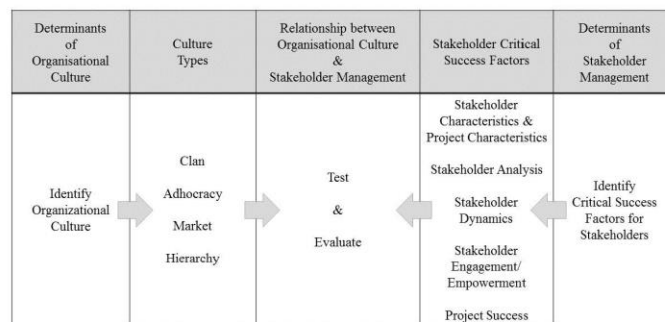 Determinants
of
Organisational
Culture
Culture
Types
Relationship between
Organisational Culture
&
Stakeholder Management
Stakeholder Critical
Success Factors
Determinants
of
Stakeholder
Management
Identify
Organizational
Culture
Clan
Adhocracy
Market
Hierarchy
Test
&
Evaluate
Stakeholder
Characteristics &
Project Characteristics
Stakeholder Analysis
Stakeholder
Dynamics
Stakeholder
Engagement/
Empowerment
Project Success
Identify
Critical Success
Factors for
Stakeholders